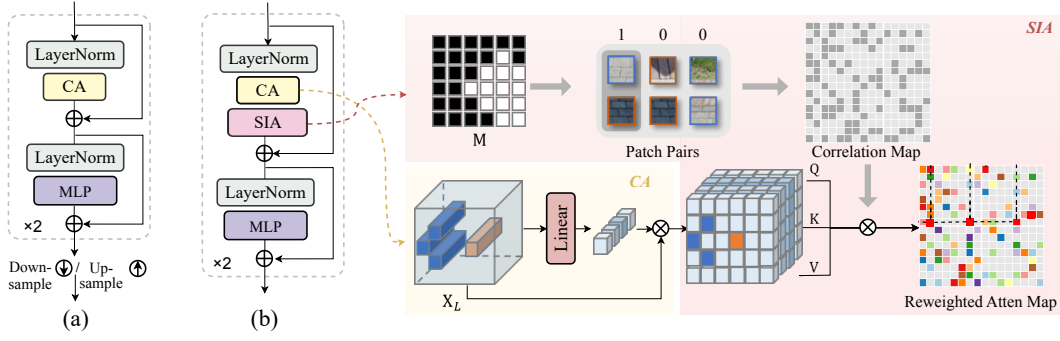 LayerNorm
CA
LayerNorm
MLP
×2
Down-
sample
/
Up-
sample
(a)
LayerNorm
CA
SIA
LayerNorm
MLP
×2
(b)
SIA
M
1 0 0
Patch Pairs
Correlation Map
CA
Linear
X_L
Q
K
V
Reweighted Atten Map